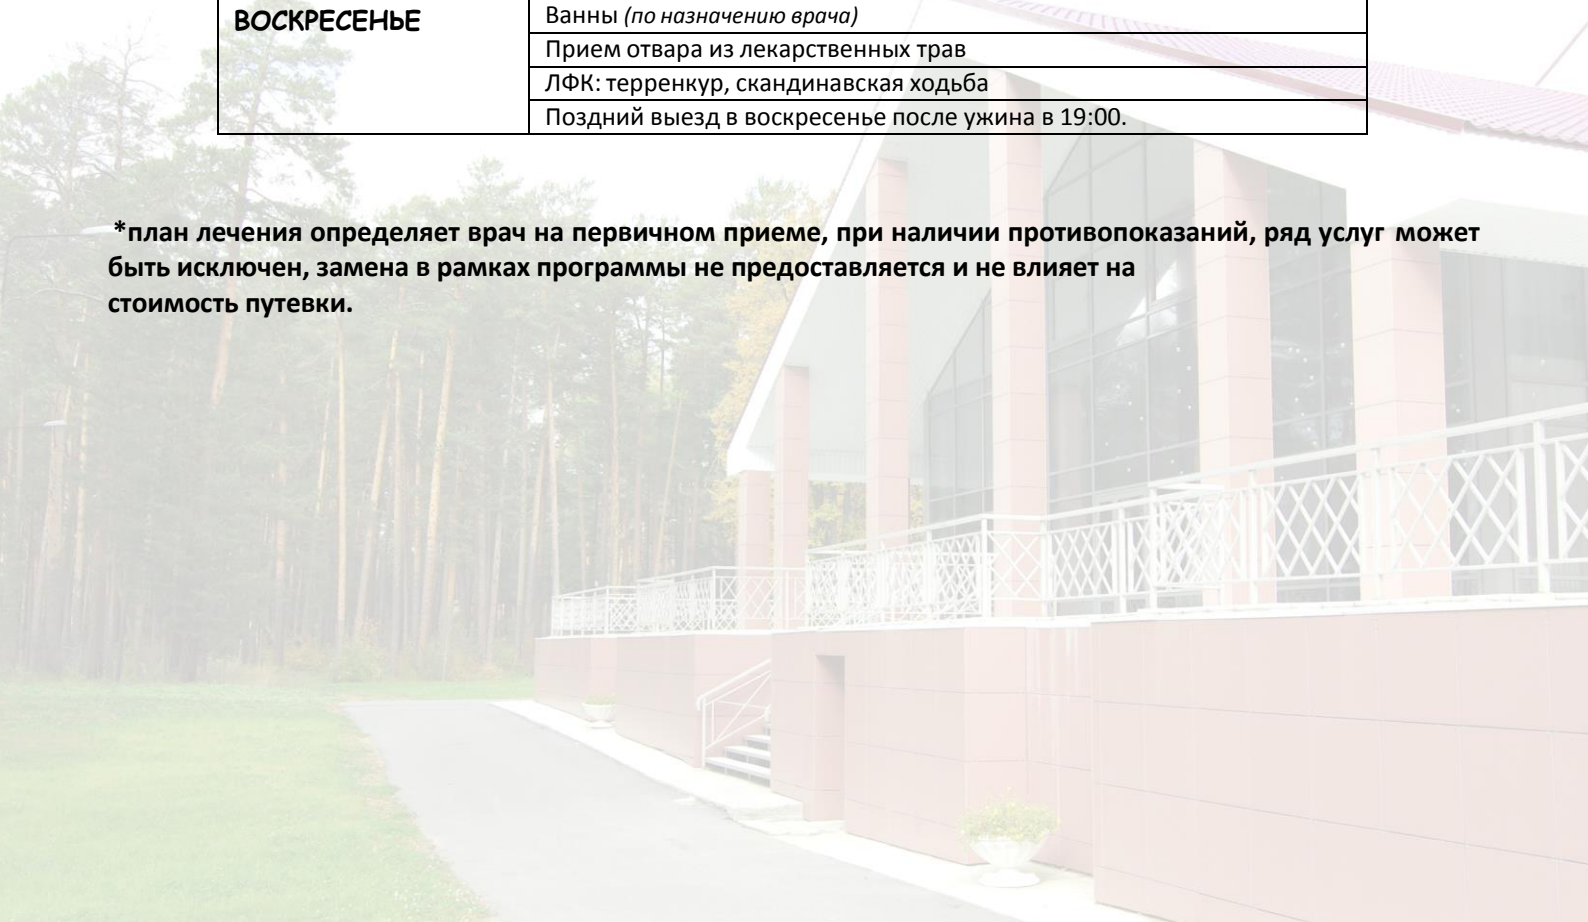 ВОСКРЕСЕНЬЕ
Ванны (по назначению врача)
Прием отвара из лекарственных трав
ЛФК: терренкур, скандинавская ходьба
Поздний выезд в воскресенье после ужина в 19:00.
*план лечения определяет врач на первичном приеме, при наличии противопоказаний, ряд услуг может
быть исключен, замена в рамках программы не предоставляется и не влияет на
стоимость путевки.